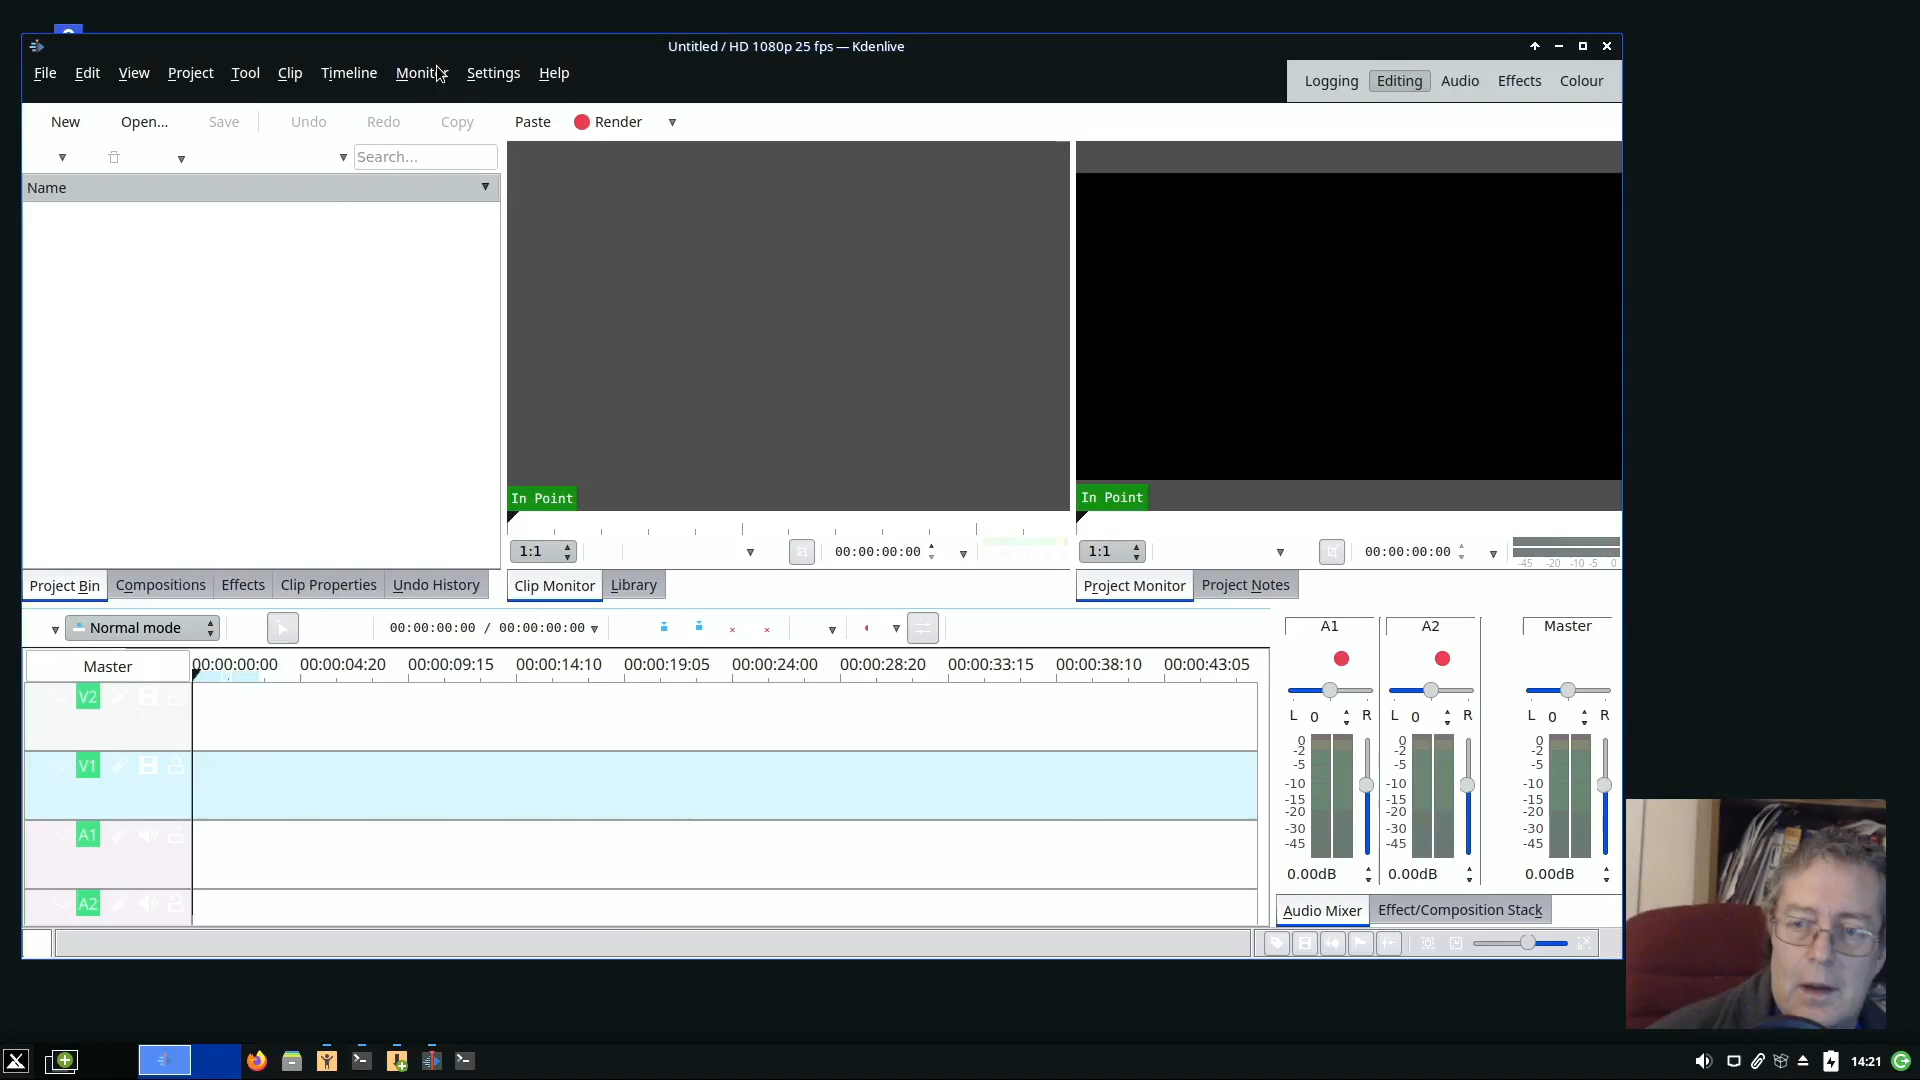 Untitled / HD 1080p 25 fps — Kdenlive
File Edit View Project Tool Clip Timeline Monitor Settings Help
Logging Editing Audio Effects Colour
New Open... Save Undo Redo Copy Paste Render
Search...
Name
In Point
In Point
1:1 00:00:00:00
1:1 00:00:00:00
-45 -20 -10 -5 0
Project Bin Compositions Effects Clip Properties Undo History
Clip Monitor Library
Project Monitor Project Notes
Normal mode 00:00:00:00 / 00:00:00:00
Master 00:00:00:00 00:00:04:20 00:00:09:15 00:00:14:10 00:00:19:05 00:00:24:00 00:00:28:20 00:00:33:15 00:00:38:10 00:00:43:05
V2
V1
A1
A2
A1 A2 Master
L 0 R L 0 R L 0 R
0 0 0
-2 -2 -2
-5 -5 -5
-10 -10 -10
-15 -15 -15
-20 -20 -20
-30 -30 -30
-45 -45 -45
0.00dB 0.00dB 0.00dB
Audio Mixer Effect/Composition Stack
14:21